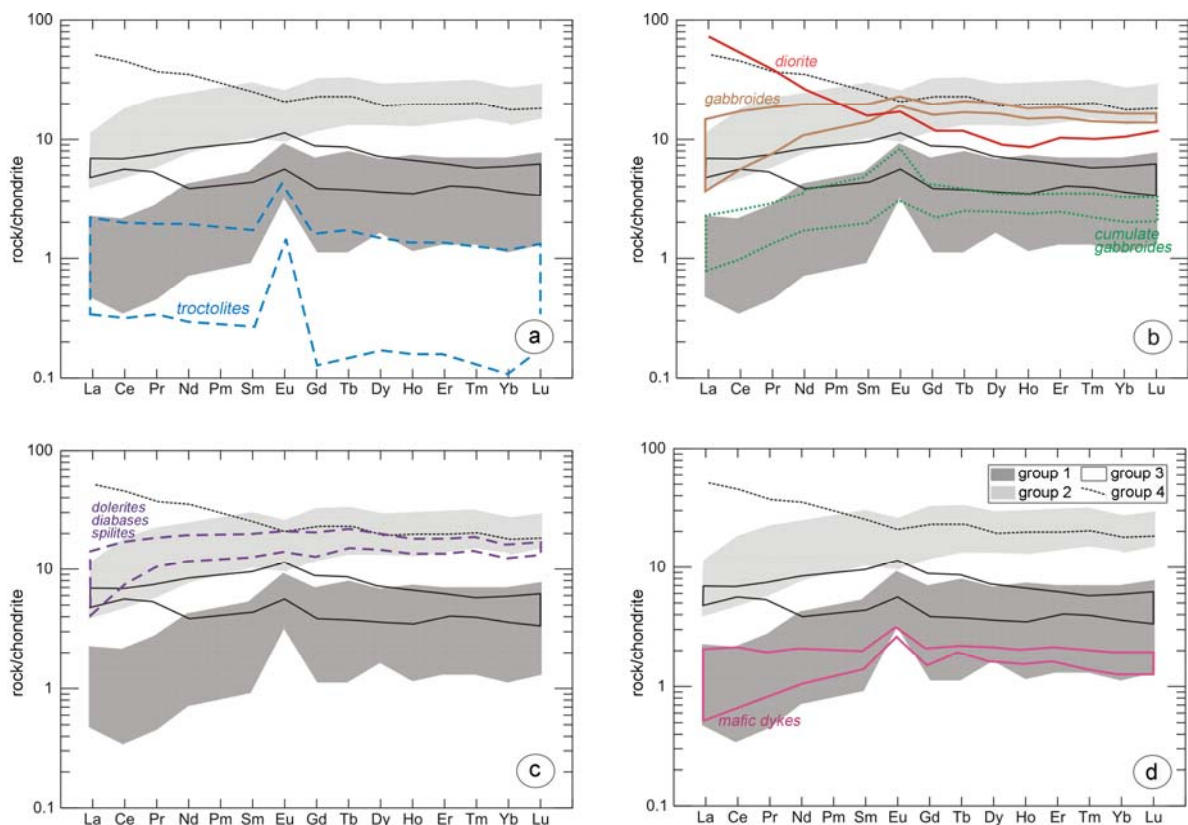 100
10
1
0.1
rock/chondrite
troctolites
a
La Ce Pr Nd Pm Sm Eu Gd Tb Dy Ho Er Tm Yb Lu
100
10
1
0.1
rock/chondrite
diorite
gabbroides
cumulate
gabbroides
b
La Ce Pr Nd Pm Sm Eu Gd Tb Dy Ho Er Tm Yb Lu
100
10
1
0.1
rock/chondrite
dolerites
diabases
spilites
c
La Ce Pr Nd Pm Sm Eu Gd Tb Dy Ho Er Tm Yb Lu
100
10
1
0.1
rock/chondrite
group 1 group 3
group 2 group 4
mafic dykes
d
La Ce Pr Nd Pm Sm Eu Gd Tb Dy Ho Er Tm Yb Lu